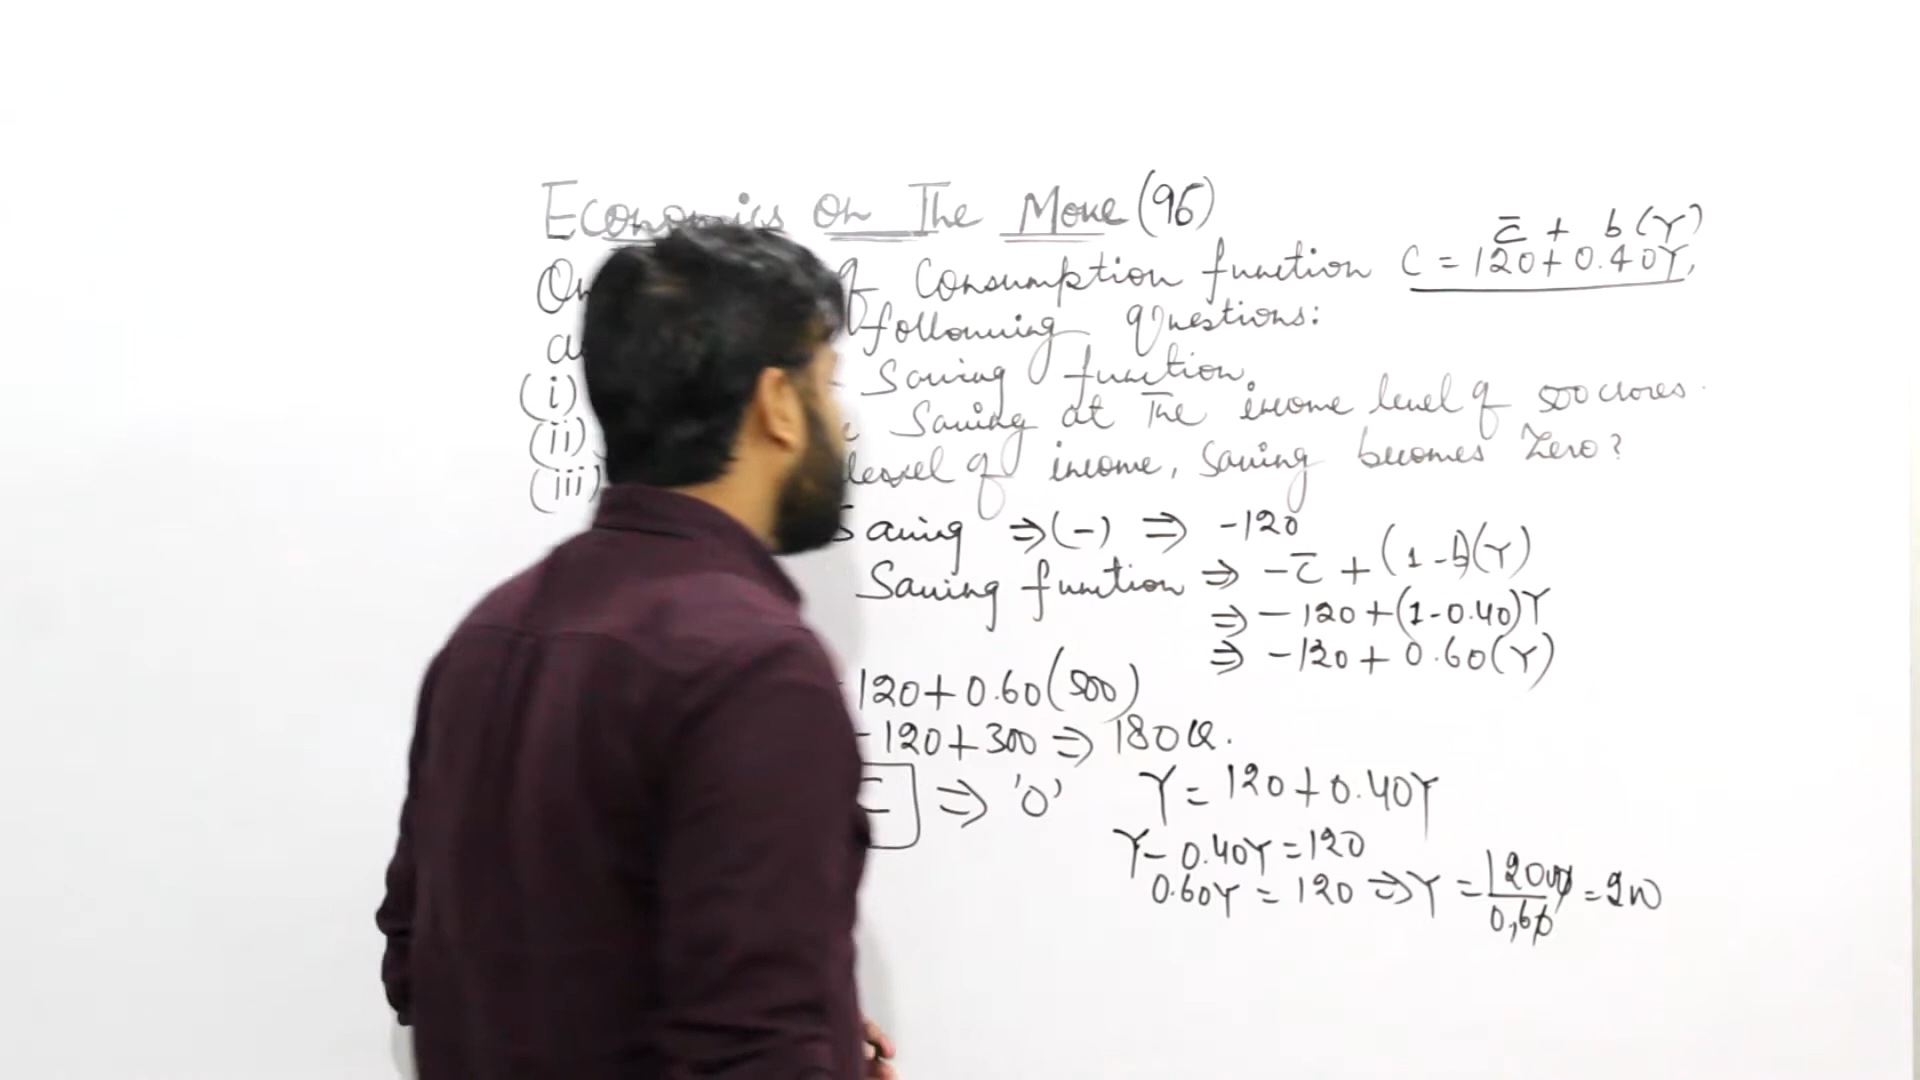 Economics On The Move (96)
of Consumption function C = 120 + 0.40Y,
c̄ + b(Y)
following questions:
(i) Saving function.
(ii) Saving at The income level of 500 crores.
(iii) level of income, Saving becomes Zero?
Saving ⇒ (-) ⇒ -120
Saving function ⇒ -c̄ + (1-b)(Y)
⇒ -120 + (1-0.40)Y
⇒ -120 + 0.60(Y)
120 + 0.60(500)
-120 + 300 ⇒ 180 Cr.
⇒ '0' Y = 120 + 0.40Y
Y - 0.40Y = 120
0.60Y = 120 ⇒ Y = 12000/0.60 = 200